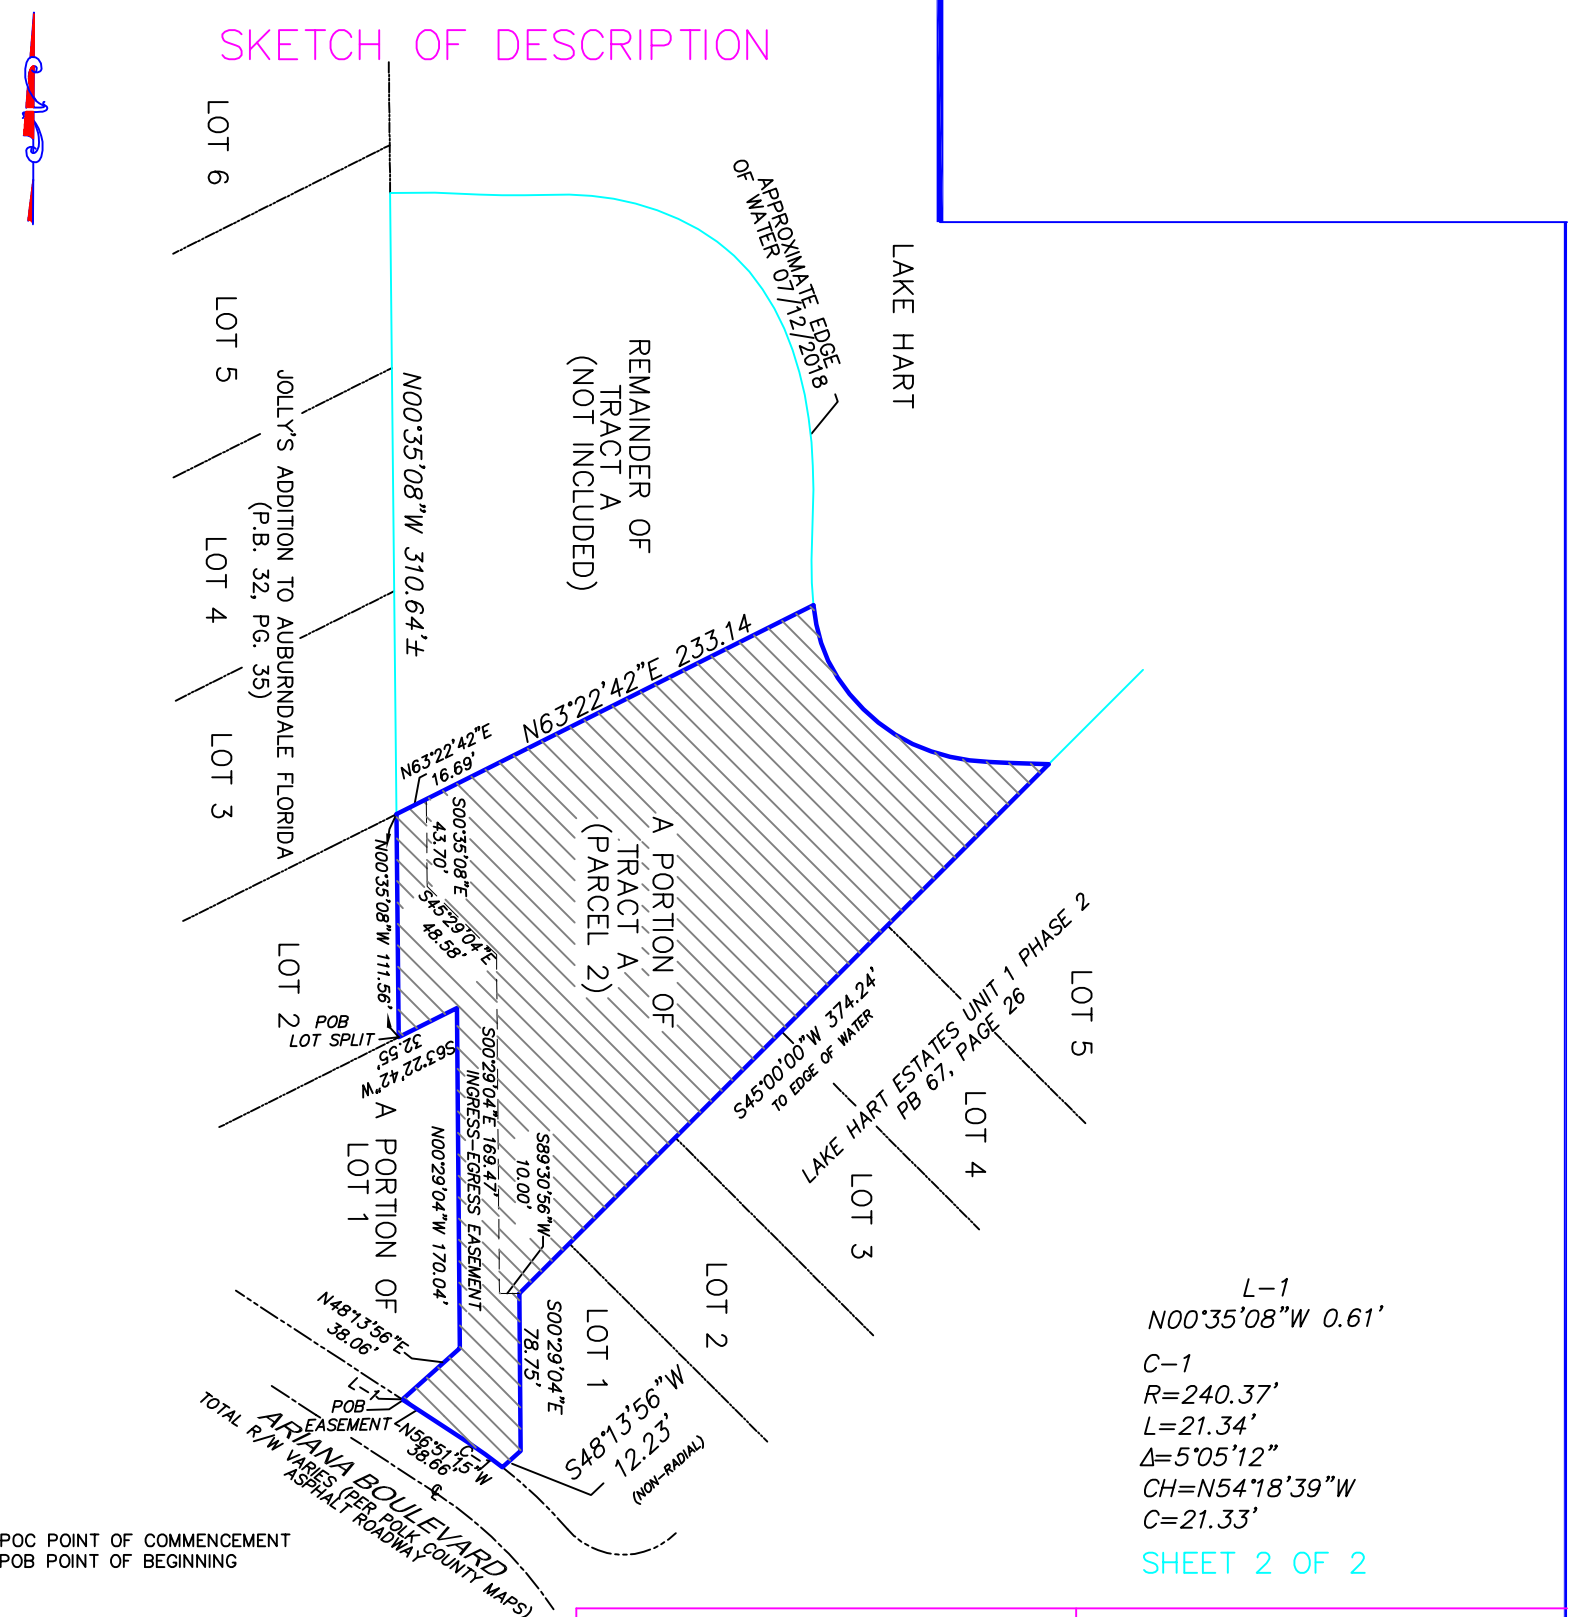 SKETCH OF DESCRIPTION
LOT 6
LOT 5
JOLLY'S ADDITION TO AUBURNDALE FLORIDA
(P.B. 32, PG. 35)
LOT 4
LOT 3
LOT 2
N00°35'08"W 310.64'±
REMAINDER OF
TRACT A
(NOT INCLUDED)
APPROXIMATE EDGE
OF WATER 07/12/2018
LAKE HART
N63°22'42"E 233.14
N63°22'42"E
16.69'
S00°35'08"E
43.70'
S45°29'04"E
48.58'
N00°35'08"W 111.56'
A PORTION OF
TRACT A
(PARCEL 2)
POB
LOT SPLIT
S63°22'42"W
32.55'
S00°29'04"E 169.47'
INGRESS-EGRESS EASEMENT
S89°30'56"W
10.00'
N00°29'04"W 170.04'
A PORTION OF
LOT 1
S45°00'00"W 374.24'
TO EDGE OF WATER
LAKE HART ESTATES UNIT 1 PHASE 2
PB 67, PAGE 26
LOT 5
LOT 4
LOT 3
LOT 2
LOT 1
S00°29'04"E
78.75'
S48°13'56"W
12.23'
(NON-RADIAL)
N48°13'56"E
38.06'
L-1
POB
EASEMENT
N56°51'15"W
38.66'
C-1
℄
ARIANA BOULEVARD
TOTAL R/W VARIES (PER POLK COUNTY MAPS)
ASPHALT ROADWAY
L-1
N00°35'08"W 0.61'
C-1
R=240.37'
L=21.34'
Δ=5°05'12"
CH=N54°18'39"W
C=21.33'
SHEET 2 OF 2
POC POINT OF COMMENCEMENT
POB POINT OF BEGINNING